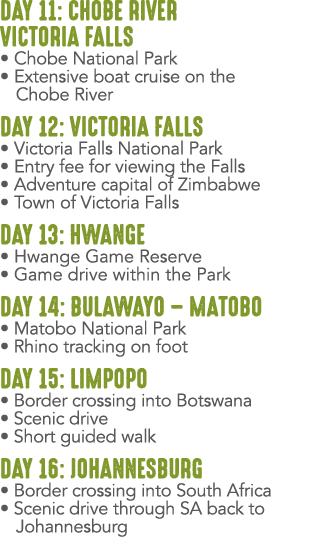 DAY 11: CHOBE RIVER
VICTORIA FALLS
• Chobe National Park
• Extensive boat cruise on the
Chobe River
DAY 12: VICTORIA FALLS
• Victoria Falls National Park
• Entry fee for viewing the Falls
• Adventure capital of Zimbabwe
• Town of Victoria Falls
DAY 13: HWANGE
• Hwange Game Reserve
• Game drive within the Park
DAY 14: BULAWAYO – MATOBO
• Matobo National Park
• Rhino tracking on foot
DAY 15: LIMPOPO
• Border crossing into Botswana
• Scenic drive
• Short guided walk
DAY 16: JOHANNESBURG
• Border crossing into South Africa
• Scenic drive through SA back to
Johannesburg